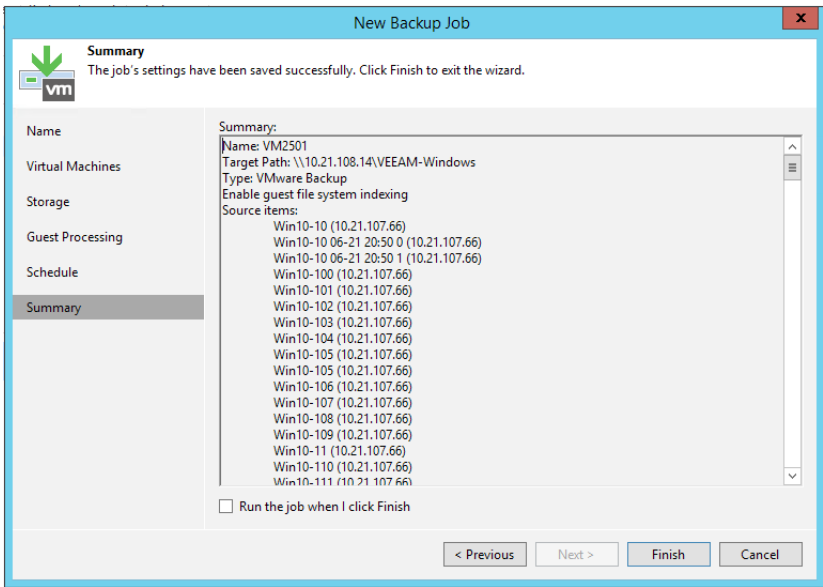 New Backup Job
x
Summary
The job's settings have been saved successfully. Click Finish to exit the wizard.
vm
Name
Virtual Machines
Storage
Guest Processing
Schedule
Summary
Summary:
Name: VM2501
Target Path: \\10.21.108.14\VEEAM-Windows
Type: VMware Backup
Enable guest file system indexing
Source items:
Win10-10 (10.21.107.66)
Win10-10 06-21 20:50 0 (10.21.107.66)
Win10-10 06-21 20:50 1 (10.21.107.66)
Win10-100 (10.21.107.66)
Win10-101 (10.21.107.66)
Win10-102 (10.21.107.66)
Win10-103 (10.21.107.66)
Win10-104 (10.21.107.66)
Win10-105 (10.21.107.66)
Win10-105 (10.21.107.66)
Win10-106 (10.21.107.66)
Win10-107 (10.21.107.66)
Win10-108 (10.21.107.66)
Win10-109 (10.21.107.66)
Win10-11 (10.21.107.66)
Win10-110 (10.21.107.66)
Win10-111 (10.21.107.66)
Run the job when I click Finish
< Previous
Next >
Finish
Cancel